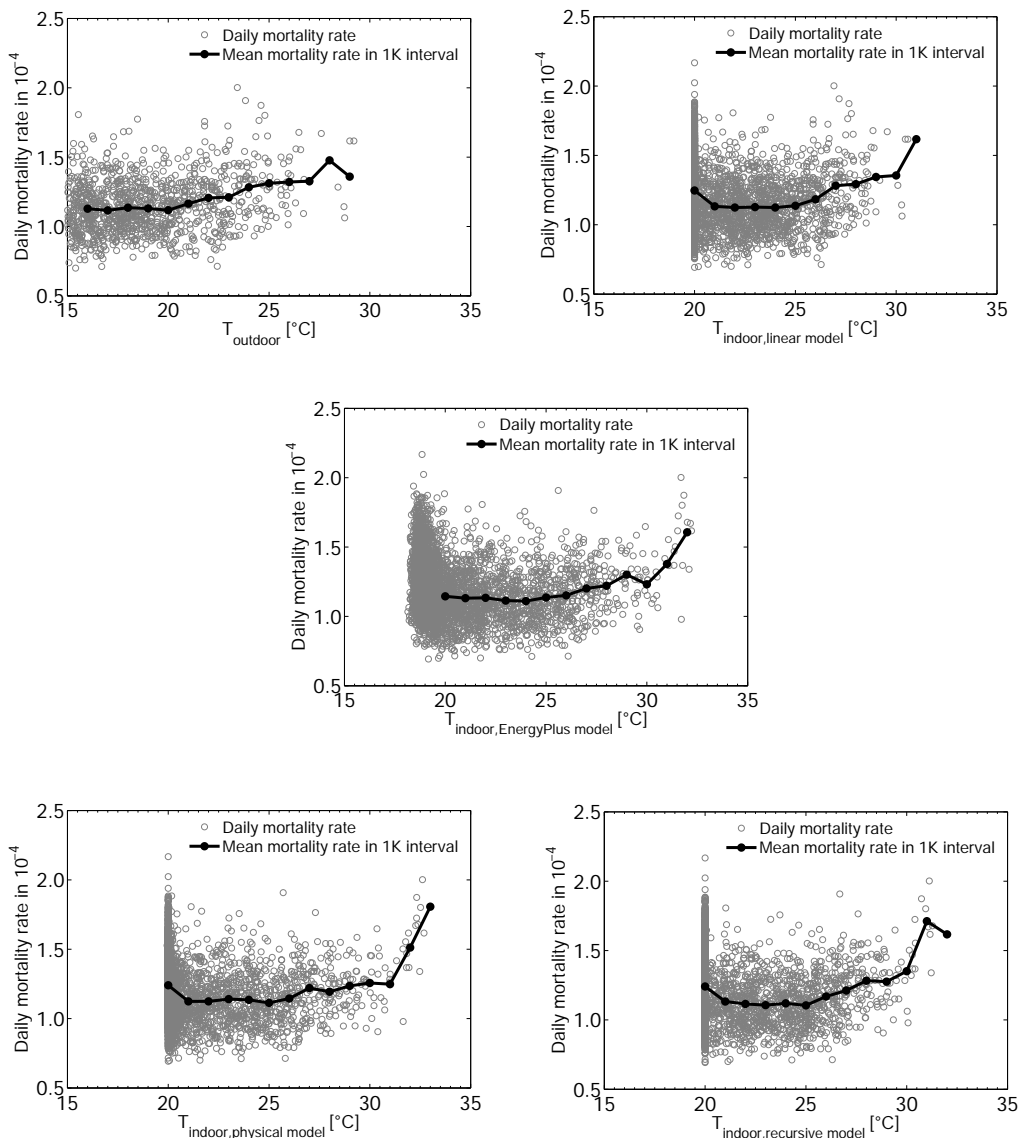 2.5
2.0
1.5
1.0
0.5
Daily mortality rate in 10⁻⁴
Daily mortality rate
Mean mortality rate in 1K interval
15 20 25 30 35
T_outdoor [°C]
2.5
2.0
1.5
1.0
0.5
Daily mortality rate in 10⁻⁴
Daily mortality rate
Mean mortality rate in 1K interval
15 20 25 30 35
T_indoor,linear model [°C]
2.5
2.0
1.5
1.0
0.5
Daily mortality rate in 10⁻⁴
Daily mortality rate
Mean mortality rate in 1K interval
15 20 25 30 35
T_indoor,EnergyPlus model [°C]
2.5
2.0
1.5
1.0
0.5
Daily mortality rate in 10⁻⁴
Daily mortality rate
Mean mortality rate in 1K interval
15 20 25 30 35
T_indoor,physical model [°C]
2.5
2.0
1.5
1.0
0.5
Daily mortality rate in 10⁻⁴
Daily mortality rate
Mean mortality rate in 1K interval
15 20 25 30 35
T_indoor,recursive model [°C]